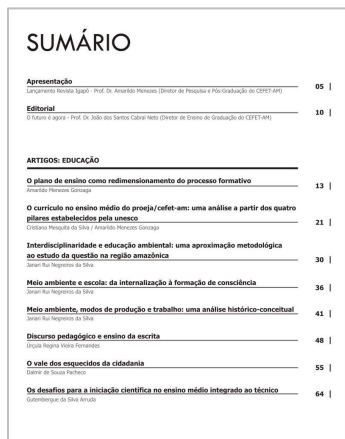 SUMÁRIO
Apresentação
05 |
Lançamento Revista Igapó - Prof. Dr. Amarildo Menezes (Diretor de Pesquisa e Pós-Graduação do CEFET-AM)
Editorial
10 |
O futuro é agora - Prof. Dr. João dos Santos Cabral Neto (Diretor de Ensino de Graduação do CEFET-AM)
ARTIGOS: EDUCAÇÃO
O plano de ensino como redimensionamento do processo formativo
13 |
Amarildo Menezes Gonzaga
O currículo no ensino médio do proeja/cefet-am: uma análise a partir dos quatro
pilares estabelecidos pela unesco
21 |
Cristiana Mesquita da Silva / Amarildo Menezes Gonzaga
Interdisciplinaridade e educação ambiental: uma aproximação metodológica
ao estudo da questão na região amazônica
30 |
Janari Rui Negreiros da Silva
Meio ambiente e escola: da internalização à formação de consciência
36 |
Janari Rui Negreiros da Silva
Meio ambiente, modos de produção e trabalho: uma análise histórico-conceitual
41 |
Janari Rui Negreiros da Silva
Discurso pedagógico e ensino da escrita
48 |
Úrçula Regina Vieira Fernandes
O vale dos esquecidos da cidadania
55 |
Dalmir de Souza Pacheco
Os desafios para a iniciação científica no ensino médio integrado ao técnico
64 |
Gutembergue da Silva Arruda